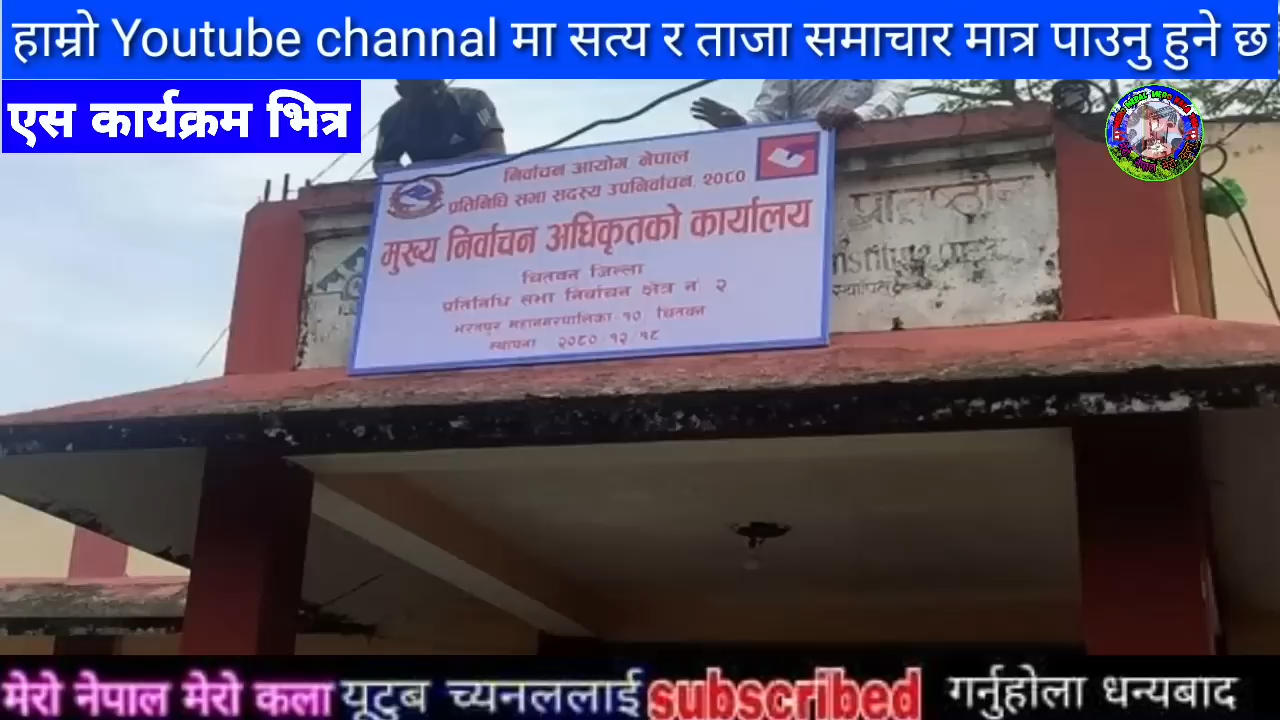 हाम्रो Youtube channal मा सत्य र ताजा समाचार मात्र पाउनु हुने छ
एस कार्यक्रम भित्र
निर्वाचन आयोग नेपाल
प्रतिनिधि सभा सदस्य उपनिर्वाचन, २०८०
मुख्य निर्वाचन अधिकृतको कार्यालय
चितवन जिल्ला
प्रतिनिधि सभा निर्वाचन क्षेत्र नं २
भरतपुर महानगरपालिका-१० चितवन
स्थापना २०८०/१२/१८
मेरो नेपाल मेरो कला यूटुब च्यनललाई subscribed गर्नुहोला धन्यबाद